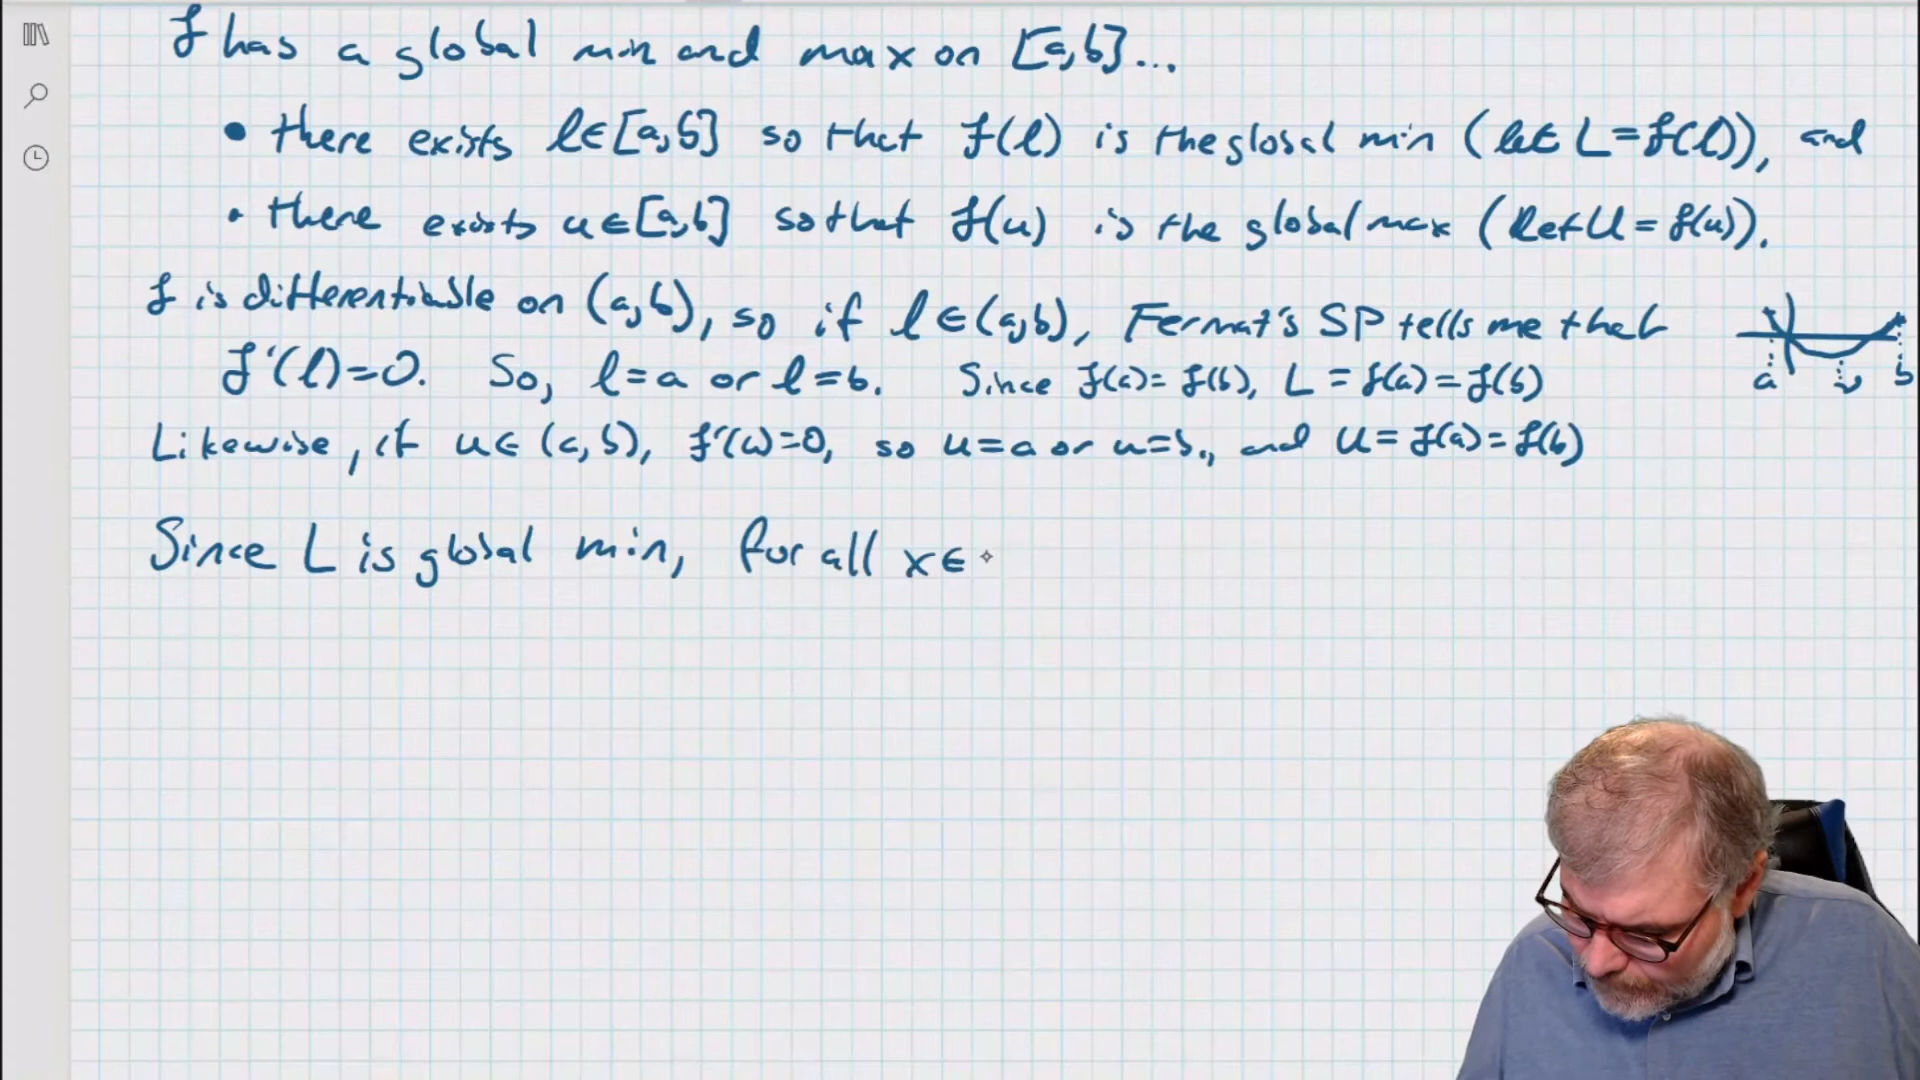 f has a global min and max on [a,b]...
• there exists l∈[a,b] so that f(l) is the global min (let L=f(l)), and
• there exists u∈[a,b] so that f(u) is the global max (let U=f(u)).
f is differentiable on (a,b), so if l∈(a,b), Fermat's SP tells me that
f'(l)=0. So, l=a or l=b. Since f(a)=f(b), L=f(a)=f(b)
a b
Likewise, if u∈(a,b), f'(u)=0, so u=a or u=b., and U=f(a)=f(b)
Since L is global min, for all x∈